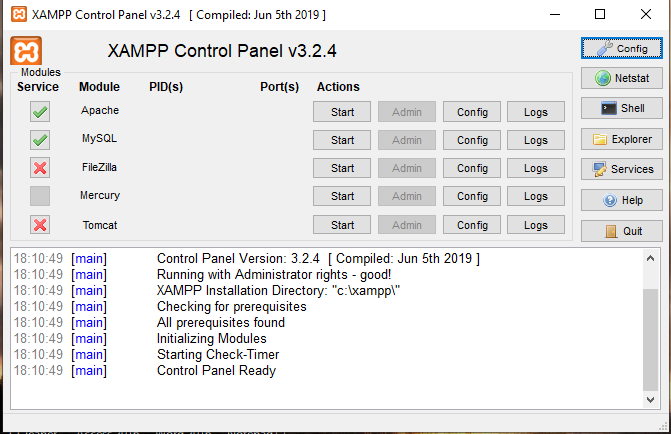 XAMPP Control Panel v3.2.4 [ Compiled: Jun 5th 2019 ]
XAMPP Control Panel v3.2.4
Config
Modules
Service Module PID(s) Port(s) Actions
Netstat
Apache Start Admin Config Logs
Shell
MySQL Start Admin Config Logs
Explorer
FileZilla Start Admin Config Logs
Services
Mercury Start Admin Config Logs
Help
Tomcat Start Admin Config Logs
Quit
18:10:49 [main] Control Panel Version: 3.2.4 [ Compiled: Jun 5th 2019 ]
18:10:49 [main] Running with Administrator rights - good!
18:10:49 [main] XAMPP Installation Directory: "c:\xampp\"
18:10:49 [main] Checking for prerequisites
18:10:49 [main] All prerequisites found
18:10:49 [main] Initializing Modules
18:10:49 [main] Starting Check-Timer
18:10:49 [main] Control Panel Ready